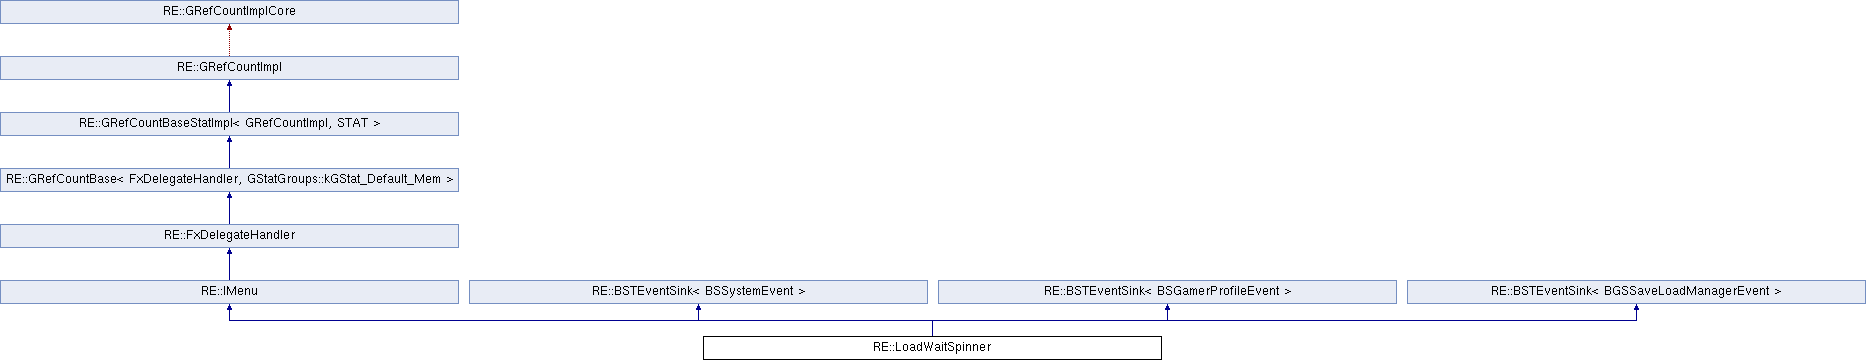 RE::GRefCountImplCore
RE::GRefCountImpl
RE::GRefCountBaseStatImpl< GRefCountImpl, STAT >
RE::GRefCountBase< FxDelegateHandler, GStatGroups::kGStat_Default_Mem >
RE::FxDelegateHandler
RE::IMenu
RE::BSTEventSink< BSSystemEvent >
RE::BSTEventSink< BSGamerProfileEvent >
RE::BSTEventSink< BGSSaveLoadManagerEvent >
RE::LoadWaitSpinner